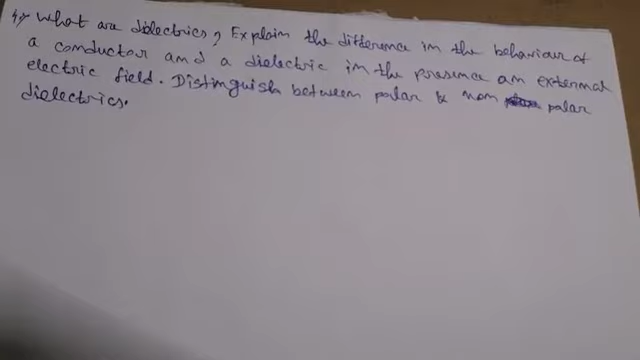 4) What are dielectrics, Explain the difference in the behaviour of
a conductor and a dielectric in the presence an external
electric field. Distinguish between polar & non polar
dielectrics.